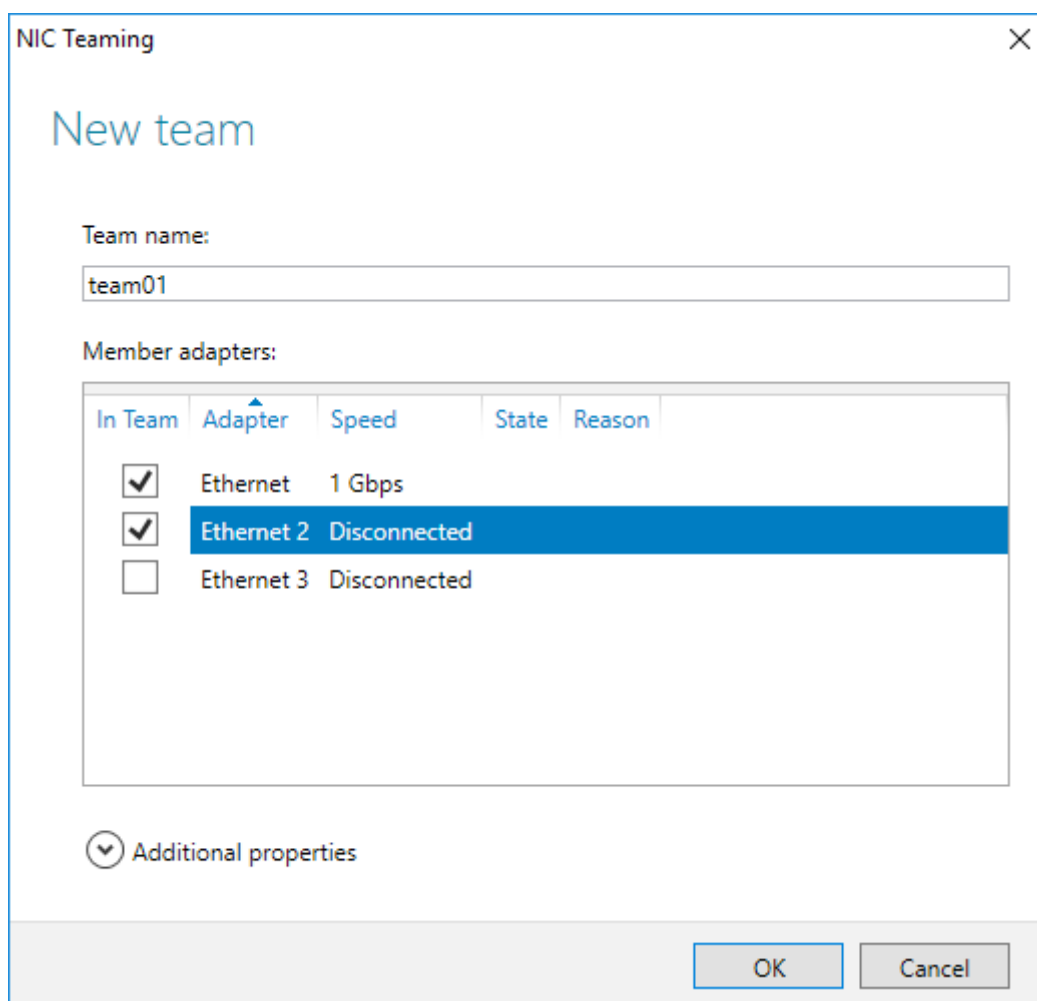 NIC Teaming
New team
Team name:
team01
Member adapters:
In Team Adapter Speed State Reason
Ethernet 1 Gbps
Ethernet 2 Disconnected
Ethernet 3 Disconnected
Additional properties
OK Cancel